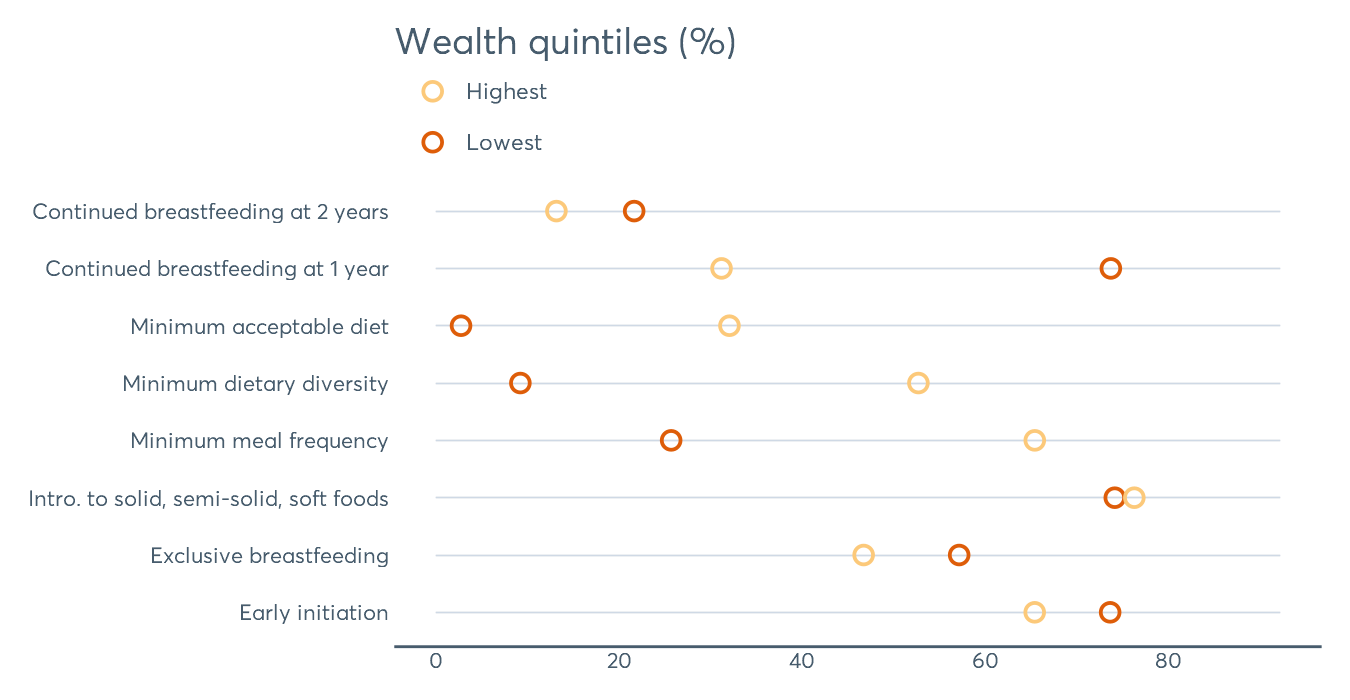 Wealth quintiles (%)
Highest
Lowest
Continued breastfeeding at 2 years
Continued breastfeeding at 1 year
Minimum acceptable diet
Minimum dietary diversity
Minimum meal frequency
Intro. to solid, semi-solid, soft foods
Exclusive breastfeeding
Early initiation
0 20 40 60 80